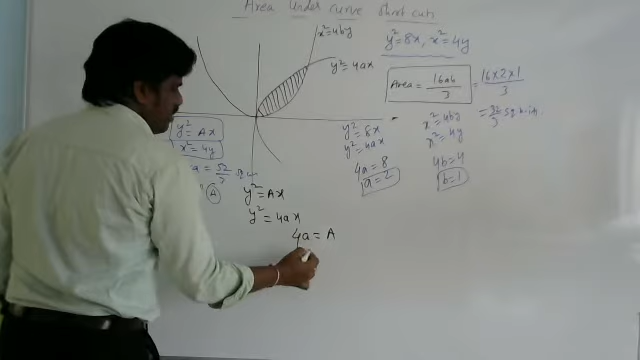 Area Under curve Short cuts
x²=4by
y²=4ax
y²=8x, x²=4y
Area = 16ab/3 = 16×2×1/3
= 32/3 sq.units
y²=8x
y²=4ax
4a=8
a=2
x²=4by
x²=4y
4b=4
b=1
y²=Ax
x²=4y
= 32/3
A
y²=Ax
y²=4ax
4a=A